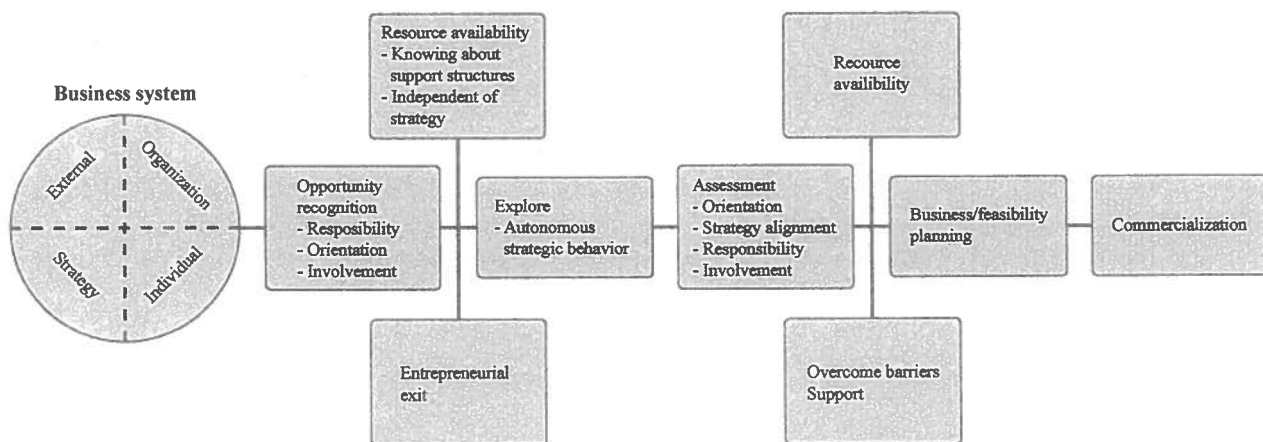 Business system
External
Organization
Strategy
Individual
Opportunity
recognition
- Resposibility
- Orientation
- Involvement
Resource availability
- Knowing about
support structures
- Independent of
strategy
Entrepreneurial
exit
Explore
- Autonomous
strategic behavior
Assessment
- Orientation
- Strategy alignment
- Responsibility
- Involvement
Recource
availibility
Overcome barriers
Support
Business/feasibility
planning
Commercialization